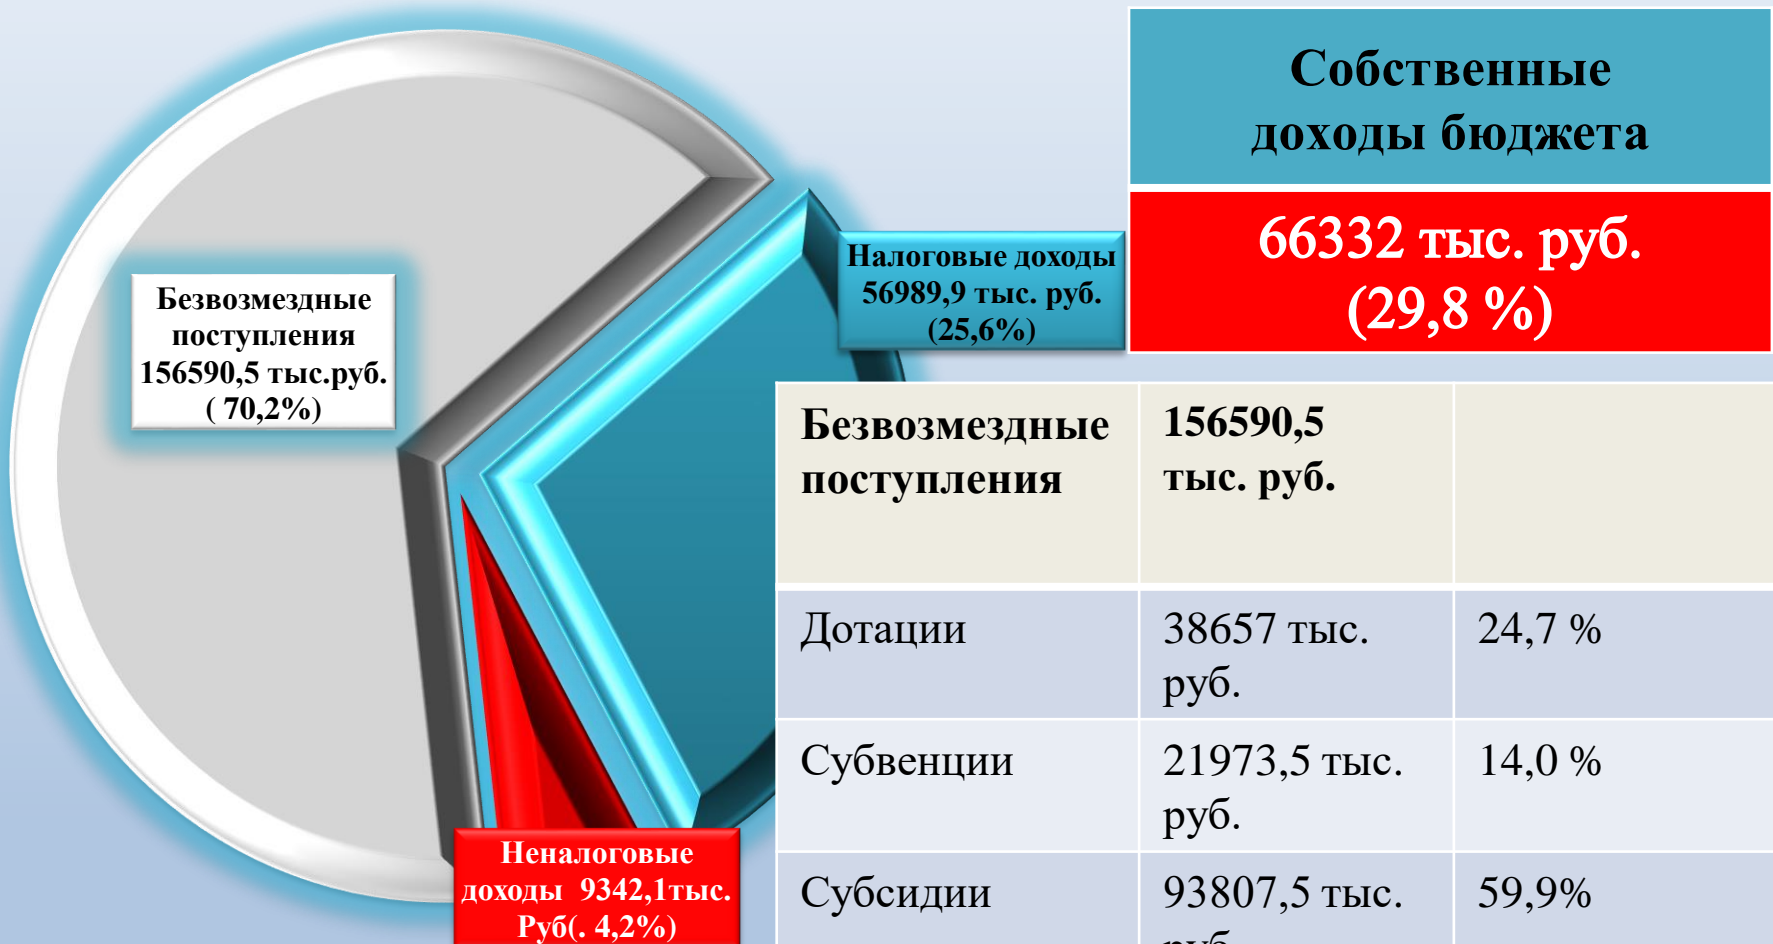 Собственные
доходы бюджета
66332 тыс. руб.
(29,8 %)
Налоговые доходы
56989,9 тыс. руб.
(25,6%)
Безвозмездные
поступления
156590,5 тыс.руб.
( 70,2%)
Неналоговые
доходы 9342,1тыс.
Руб(. 4,2%)
Безвозмездные
поступления
156590,5
тыс. руб.
Дотации
38657 тыс.
руб.
24,7 %
Субвенции
21973,5 тыс.
руб.
14,0 %
Субсидии
93807,5 тыс.
59,9%